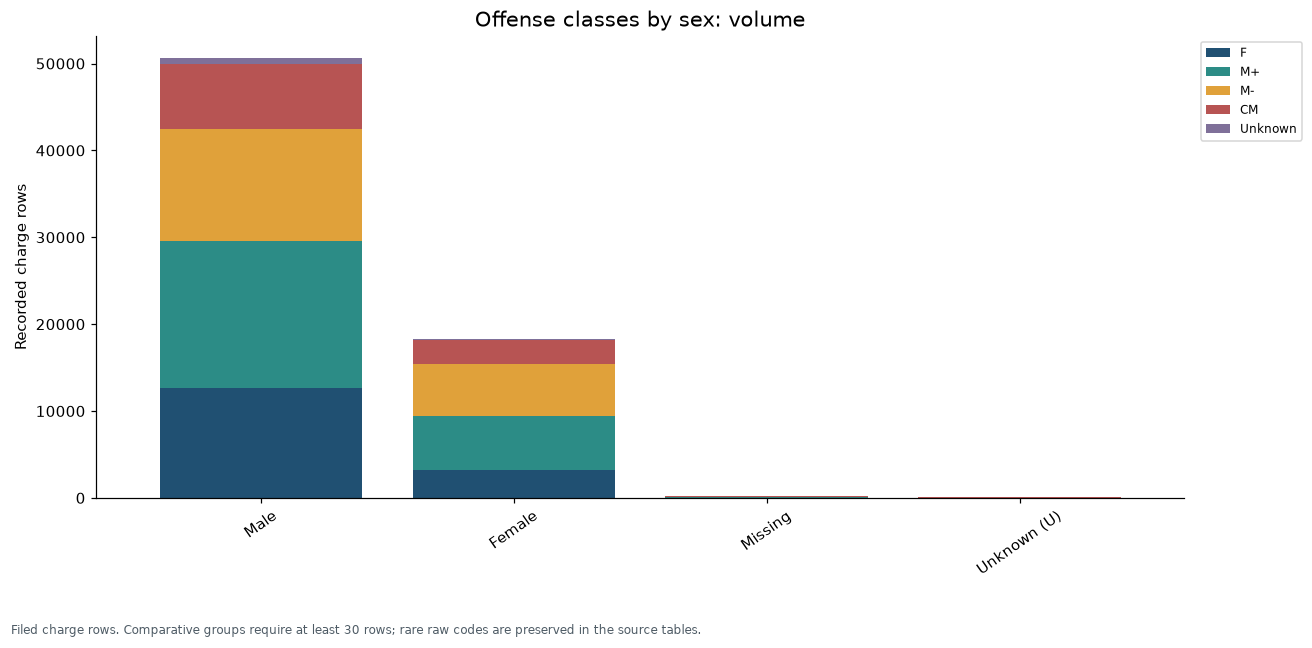 Offense classes by sex: volume
F
M+
M-
CM
Unknown
Recorded charge rows
50000
40000
30000
20000
10000
0
Male
Female
Missing
Unknown (U)
Filed charge rows. Comparative groups require at least 30 rows; rare raw codes are preserved in the source tables.